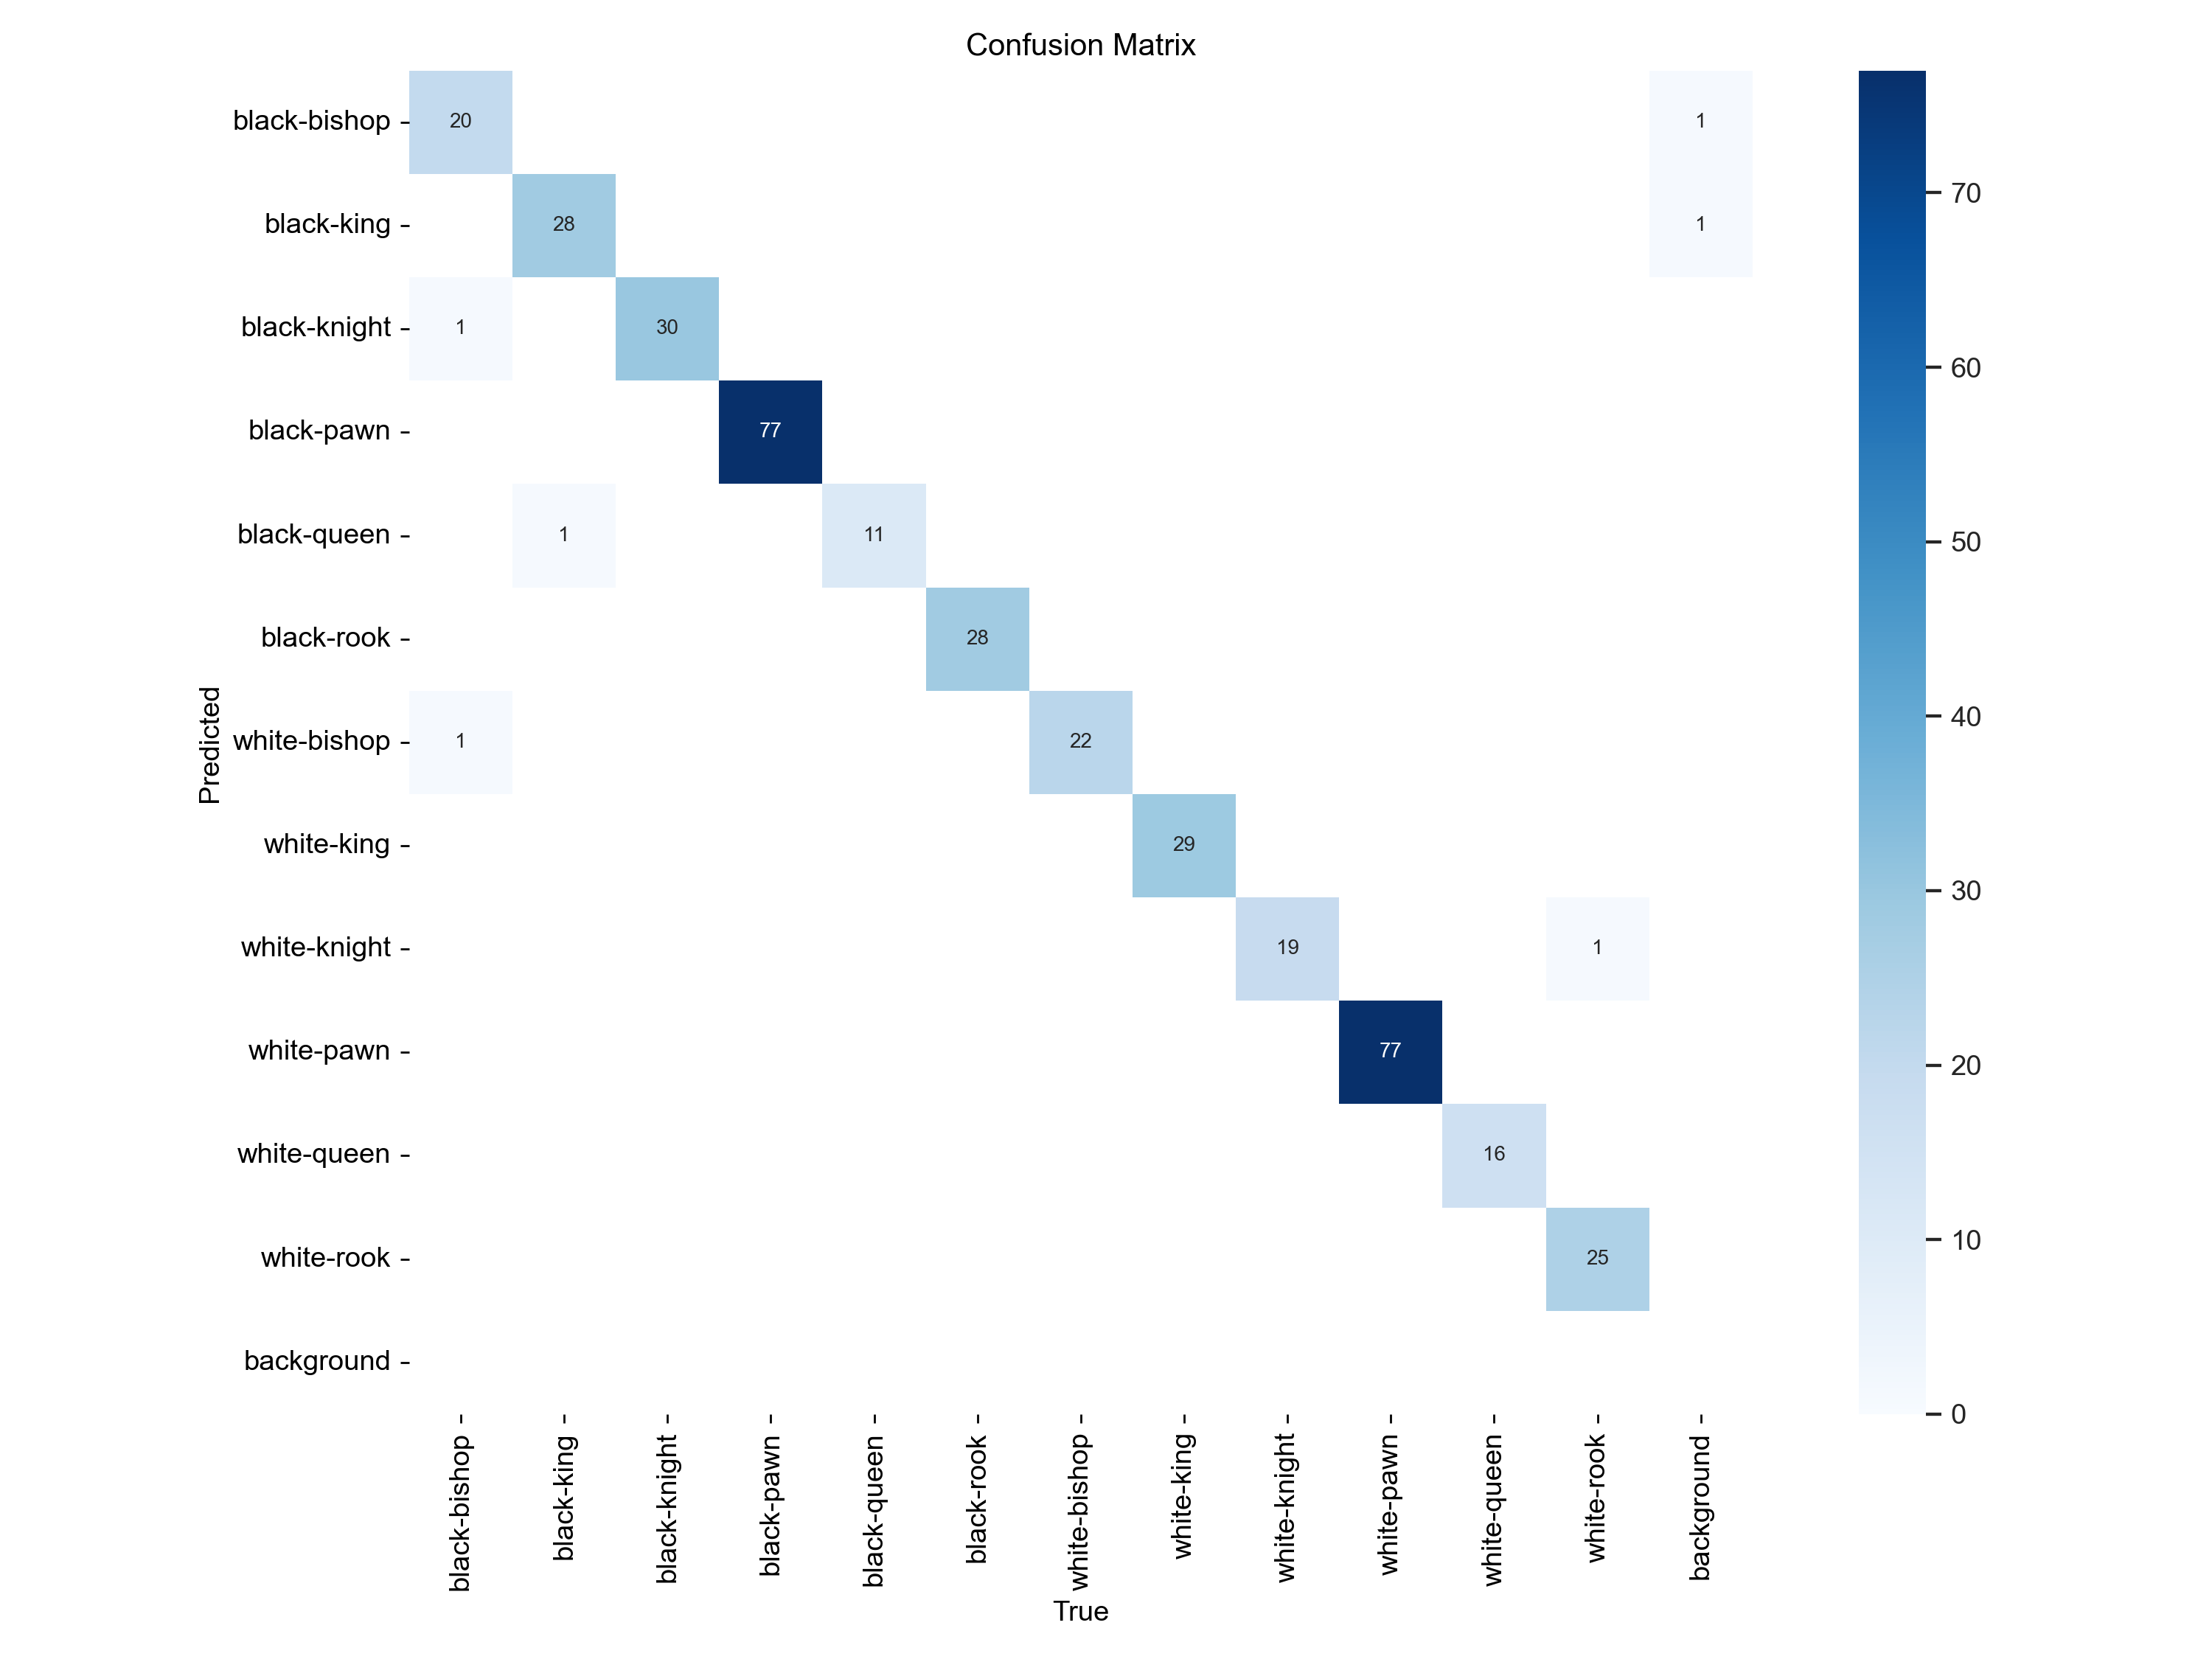 Confusion Matrix
black-bishop 20 1
black-king 28 1
black-knight 1 30
black-pawn 77
black-queen 1 11
black-rook 28
white-bishop 1 22
white-king 29
white-knight 19 1
white-pawn 77
white-queen 16
white-rook 25
background
Predicted
black-bishop black-king black-knight black-pawn black-queen black-rook white-bishop white-king white-knight white-pawn white-queen white-rook background
True
70
60
50
40
30
20
10
0